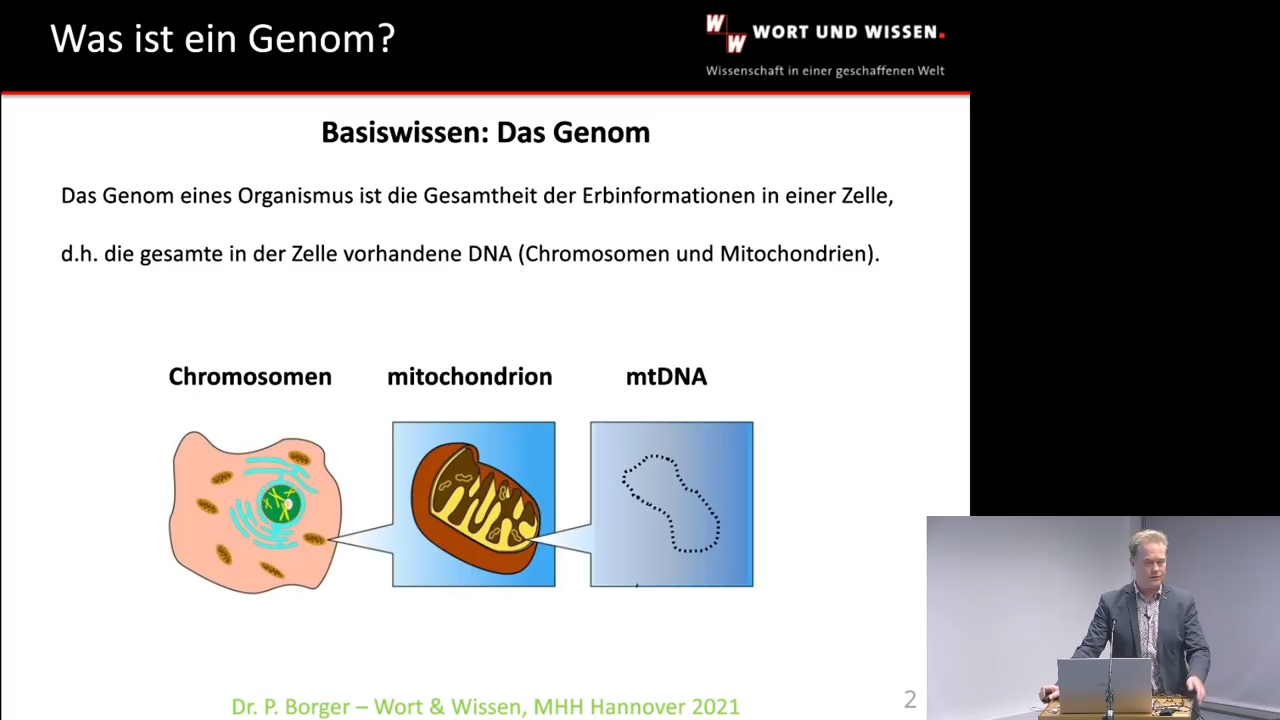 Was ist ein Genom?
WW WORT UND WISSEN.
Wissenschaft in einer geschaffenen Welt
Basiswissen: Das Genom
Das Genom eines Organismus ist die Gesamtheit der Erbinformationen in einer Zelle,
d.h. die gesamte in der Zelle vorhandene DNA (Chromosomen und Mitochondrien).
Chromosomen mitochondrion mtDNA
Dr. P. Borger – Wort & Wissen, MHH Hannover 2021
2